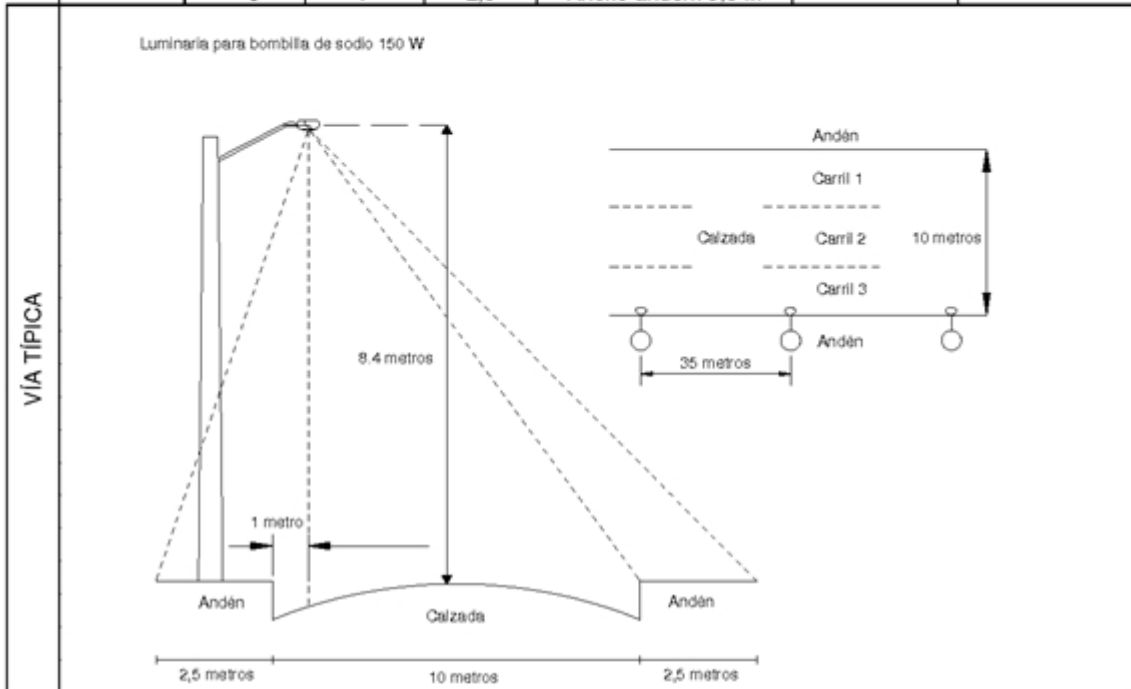 Luminaria para bombilla de sodio 150 W
VÍA TÍPICA
8.4 metros
1 metro
Andén
Calzada
Andén
2,5 metros
10 metros
2,5 metros
Andén
Carril 1
Calzada
Carril 2
10 metros
Carril 3
Andén
35 metros